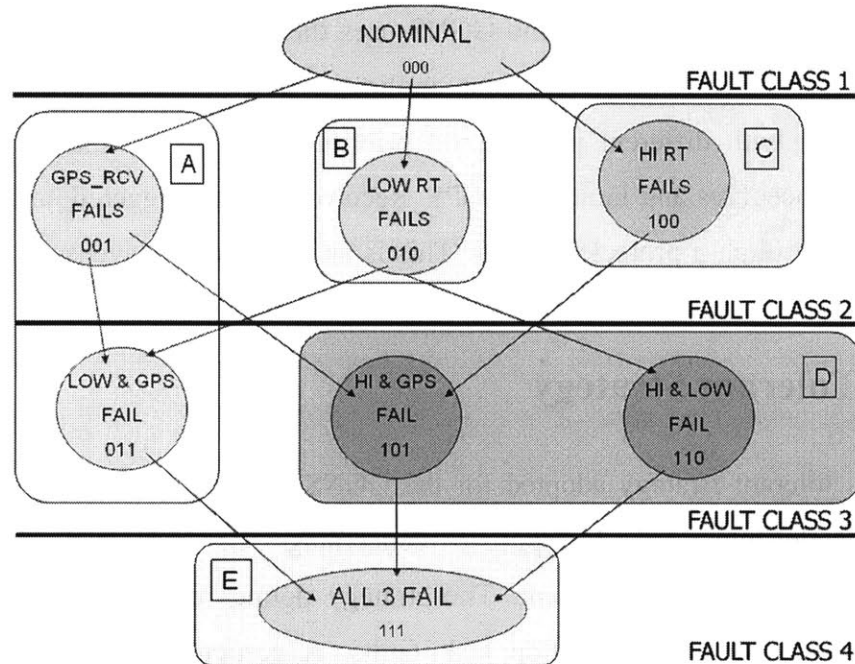 NOMINAL
000
FAULT CLASS 1
A
GPS_RCV
FAILS
001
B
LOW RT
FAILS
010
C
HI RT
FAILS
100
FAULT CLASS 2
LOW & GPS
FAIL
011
HI & GPS
FAIL
101
D
HI & LOW
FAIL
110
FAULT CLASS 3
E
ALL 3 FAIL
111
FAULT CLASS 4